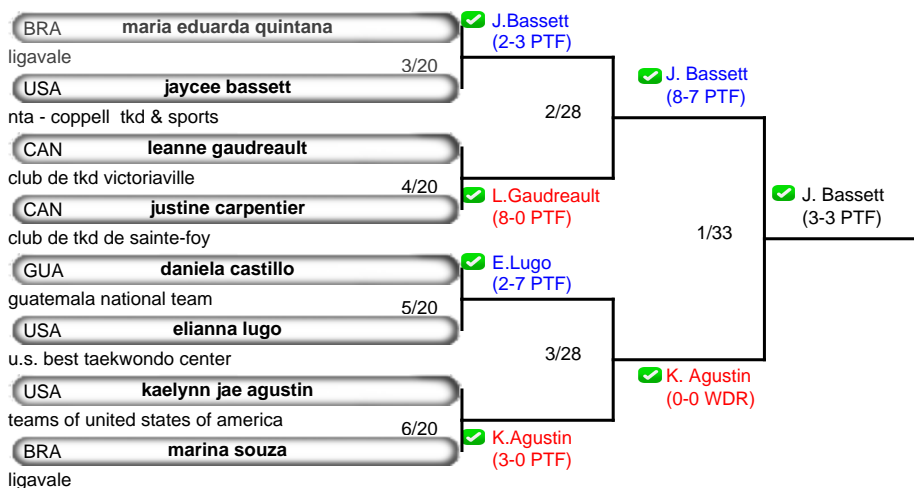 BRA maria eduarda quintana
ligavale
3/20
USA jaycee bassett
nta - coppell tkd & sports
J.Bassett
(2-3 PTF)
2/28
CAN leanne gaudreault
club de tkd victoriaville
4/20
CAN justine carpentier
club de tkd de sainte-foy
L.Gaudreault
(8-0 PTF)
J. Bassett
(8-7 PTF)
1/33
J. Bassett
(3-3 PTF)
GUA daniela castillo
guatemala national team
5/20
USA elianna lugo
u.s. best taekwondo center
E.Lugo
(2-7 PTF)
3/28
USA kaelynn jae agustin
teams of united states of america
6/20
BRA marina souza
ligavale
K.Agustin
(3-0 PTF)
K. Agustin
(0-0 WDR)